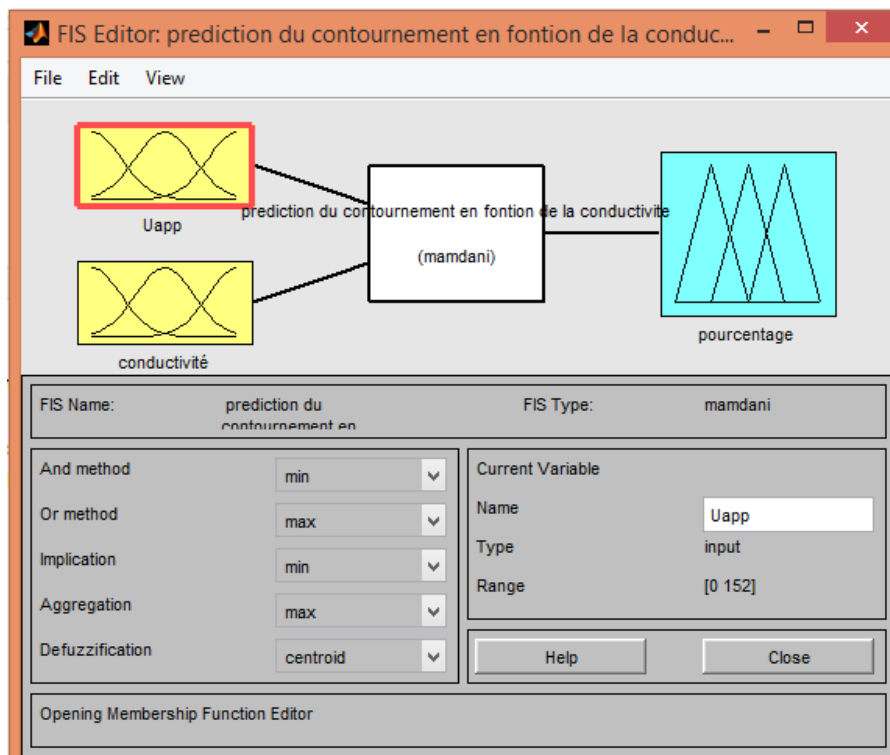 FIS Editor: prediction du contournement en fontion de la conduc...
File Edit View
Uapp
prediction du contournement en fontion de la conductivite
(mamdani)
conductivité
pourcentage
FIS Name: prediction du
contournement en
FIS Type: mamdani
And method min
Or method max
Implication min
Aggregation max
Defuzzification centroid
Current Variable
Name Uapp
Type input
Range [0 152]
Help Close
Opening Membership Function Editor